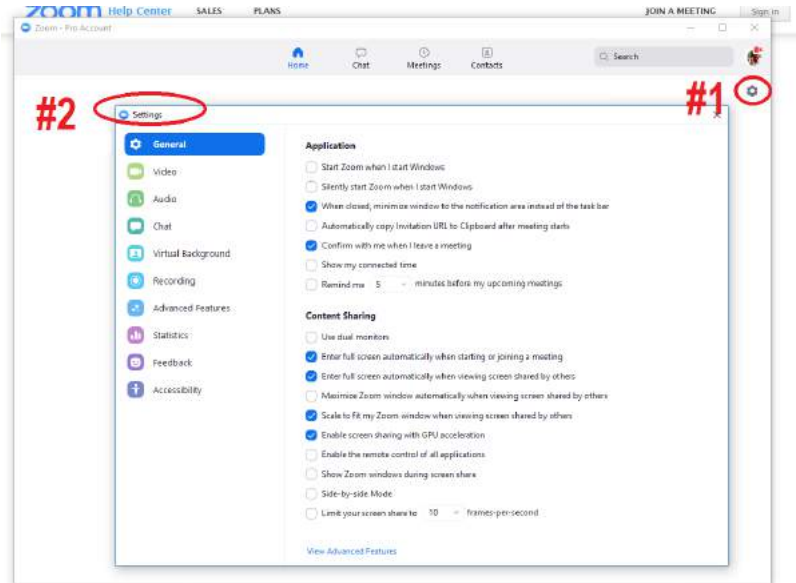 zoom Help Center SALES PLANS JOIN A MEETING Sign In
Zoom - Pro Account
Home Chat Meetings Contacts Search
#1
#2
Settings
General
Video
Audio
Chat
Virtual Background
Recording
Advanced Features
Statistics
Feedback
Accessibility
Application
Start Zoom when I start Windows
Silently start Zoom when I start Windows
When closed, minimize window to the notification area instead of the task bar
Automatically copy Invitation URL to Clipboard after meeting starts
Confirm with me when I leave a meeting
Show my connected time
Remind me 5 minutes before my upcoming meetings
Content Sharing
Use dual monitors
Enter full screen automatically when starting or joining a meeting
Enter full screen automatically when viewing screen shared by others
Maximize Zoom window automatically when viewing screen shared by others
Scale to fit my Zoom window when viewing screen shared by others
Enable screen sharing with GPU acceleration
Enable the remote control of all applications
Show Zoom windows during screen share
Side-by-side Mode
Limit your screen share to 10 frames-per-second
View Advanced Features